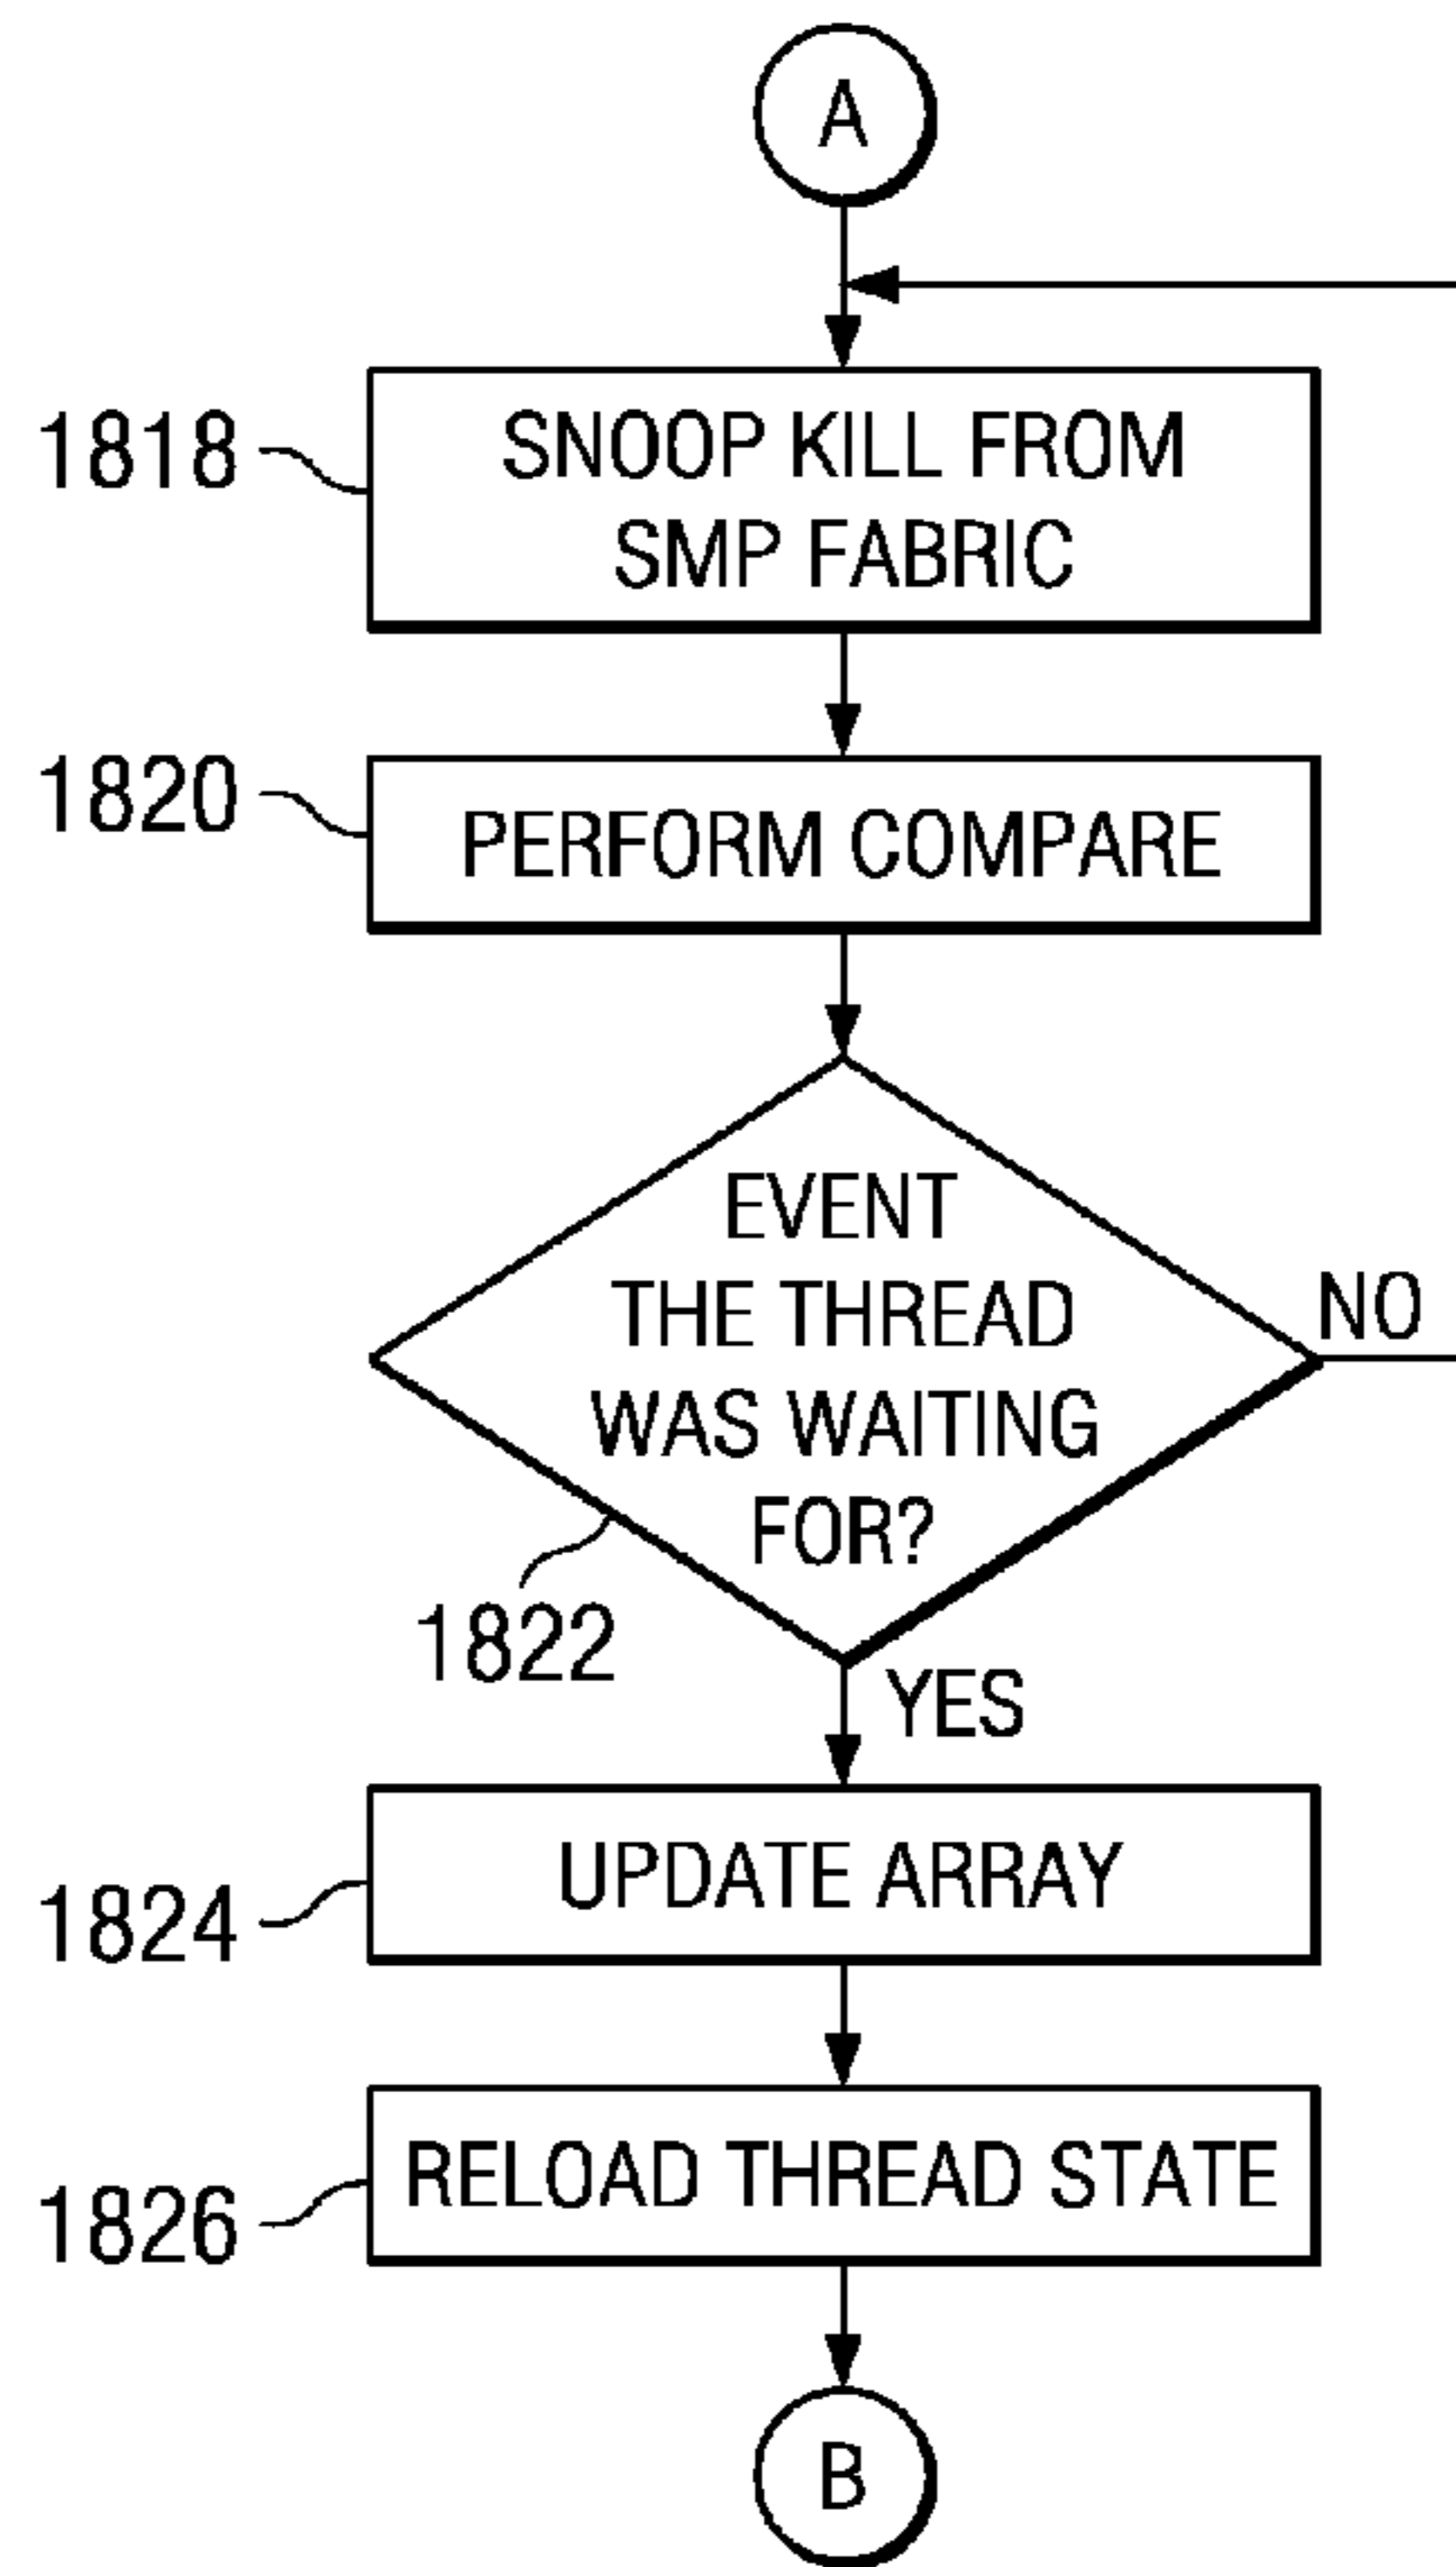 A
1818
SNOOP KILL FROM
SMP FABRIC
1820
PERFORM COMPARE
EVENT
THE THREAD
WAS WAITING
FOR?
NO
1822
YES
1824
UPDATE ARRAY
1826
RELOAD THREAD STATE
B